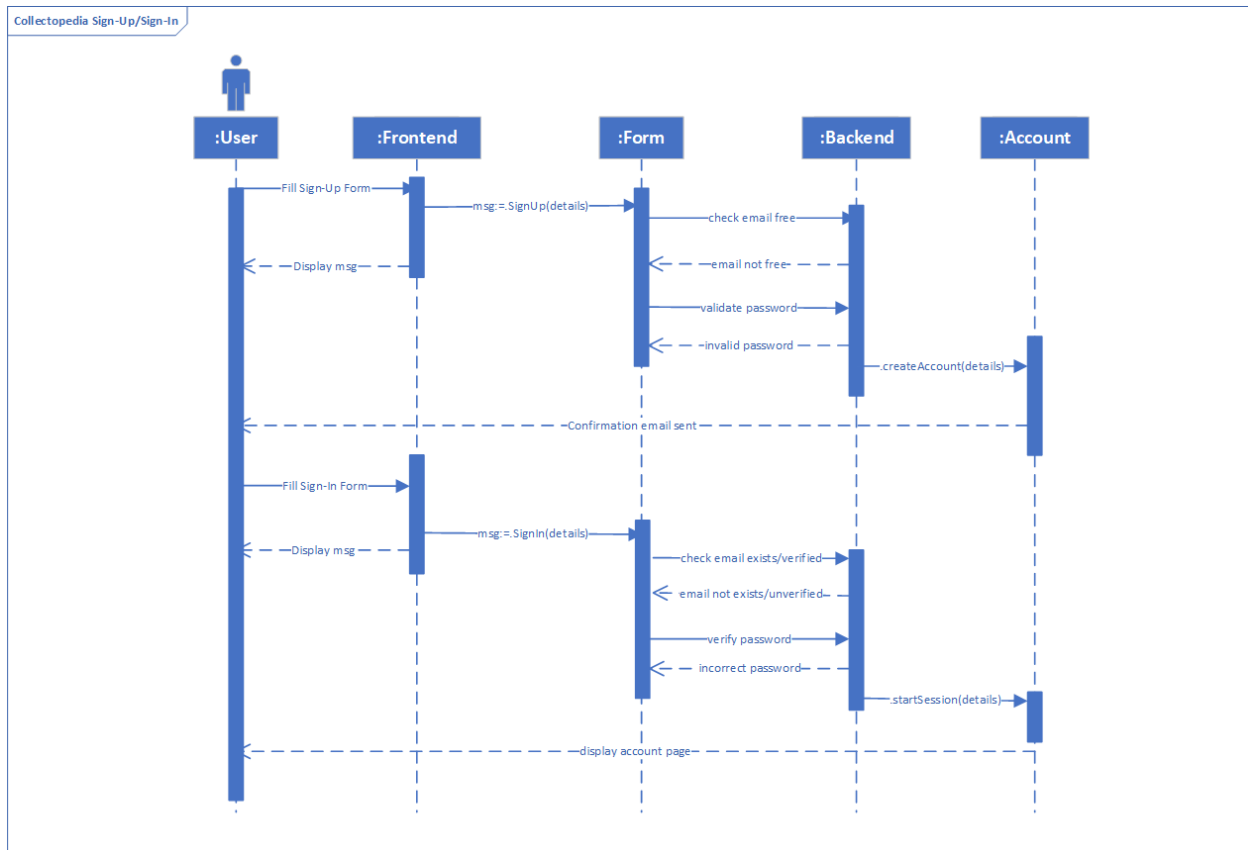 Collectopedia Sign-Up/Sign-In
:User
:Frontend
:Form
:Backend
:Account
Fill Sign-Up Form
msg:=.SignUp(details)
check email free
Display msg
email not free
validate password
invalid password
.createAccount(details)
Confirmation email sent
Fill Sign-In Form
msg:=.SignIn(details)
Display msg
check email exists/verified
email not exists/unverified
verify password
incorrect password
.startSession(details)
display account page